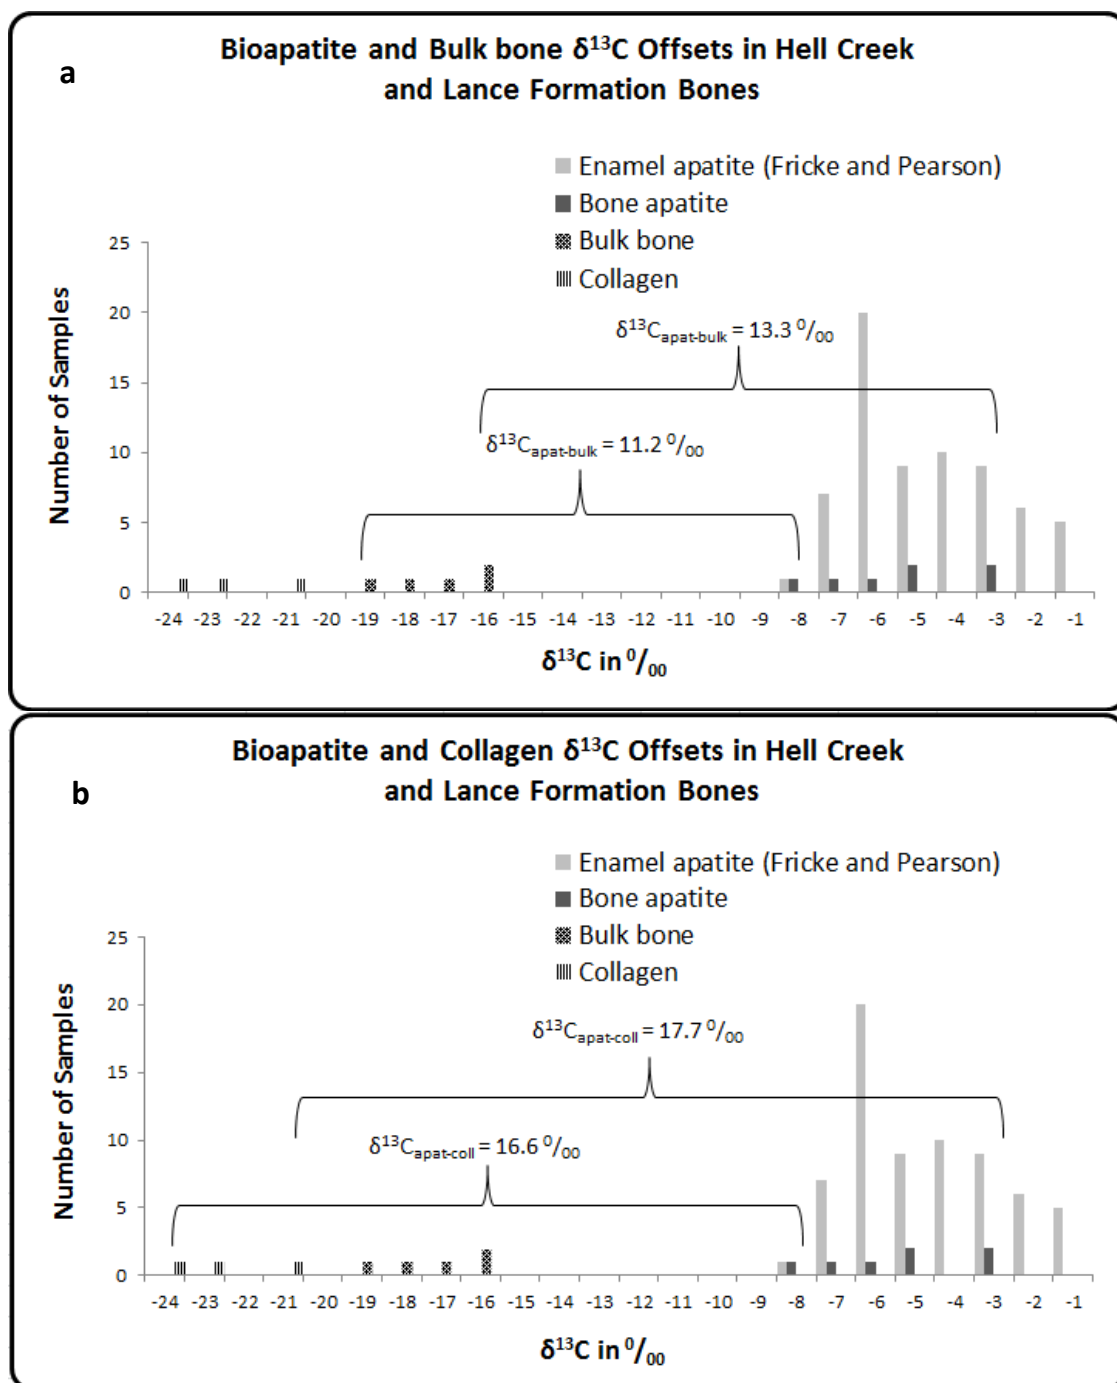 Bioapatite and Bulk bone δ¹³C Offsets in Hell Creek
and Lance Formation Bones
a
Enamel apatite (Fricke and Pearson)
Bone apatite
Bulk bone
Collagen
25
20
15
10
5
0
Number of Samples
δ¹³Capat-bulk = 13.3 ⁰/₀₀
δ¹³Capat-bulk = 11.2 ⁰/₀₀
-24 -23 -21 -20 -19 -18 -17 -16 -15 -14 -13 -12 -11 -10 -9 -8 -7 -6 -5 -4 -3 -2 -1
δ¹³C in ⁰/₀₀
Bioapatite and Collagen δ¹³C Offsets in Hell Creek
and Lance Formation Bones
b
Enamel apatite (Fricke and Pearson)
Bone apatite
Bulk bone
Collagen
25
20
15
10
5
0
Number of Samples
δ¹³Capat-coll = 17.7 ⁰/₀₀
δ¹³Capat-coll = 16.6 ⁰/₀₀
-24 -23 -21 -20 -19 -18 -17 -16 -15 -14 -13 -12 -11 -10 -9 -8 -7 -6 -5 -4 -3 -2 -1
δ¹³C in ⁰/₀₀